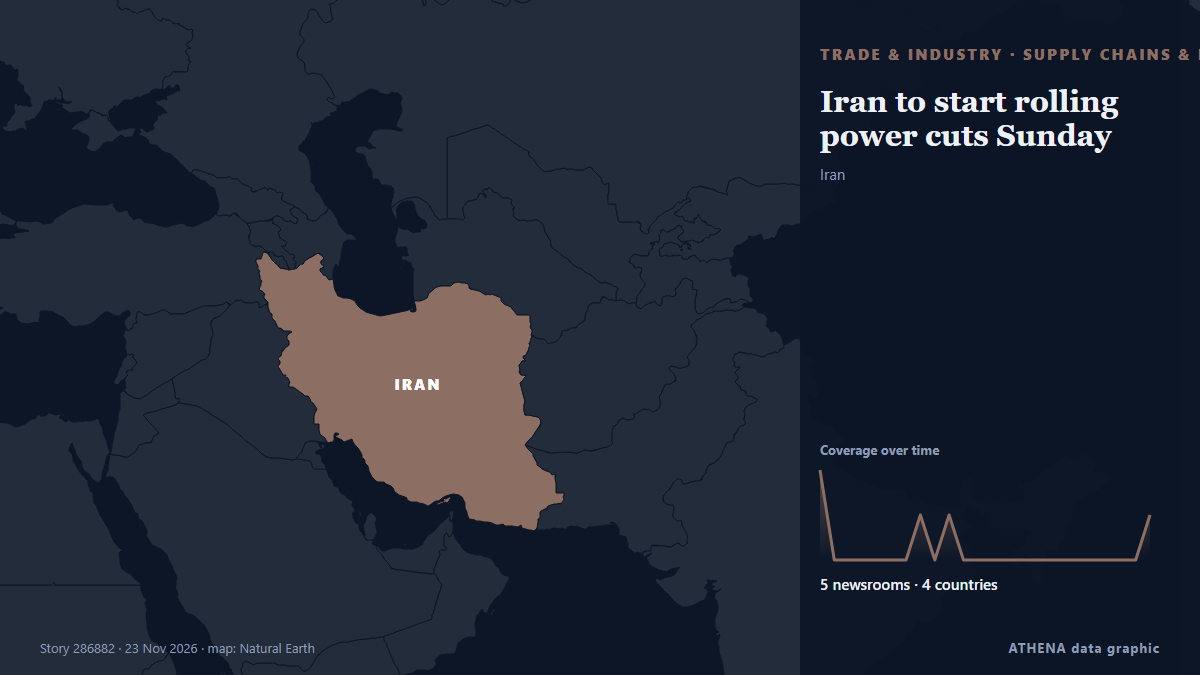 TRADE & INDUSTRY · SUPPLY CHAINS &
Iran to start rolling
power cuts Sunday
Iran
IRAN
Coverage over time
5 newsrooms · 4 countries
Story 286882 · 23 Nov 2026 · map: Natural Earth
ATHENA data graphic